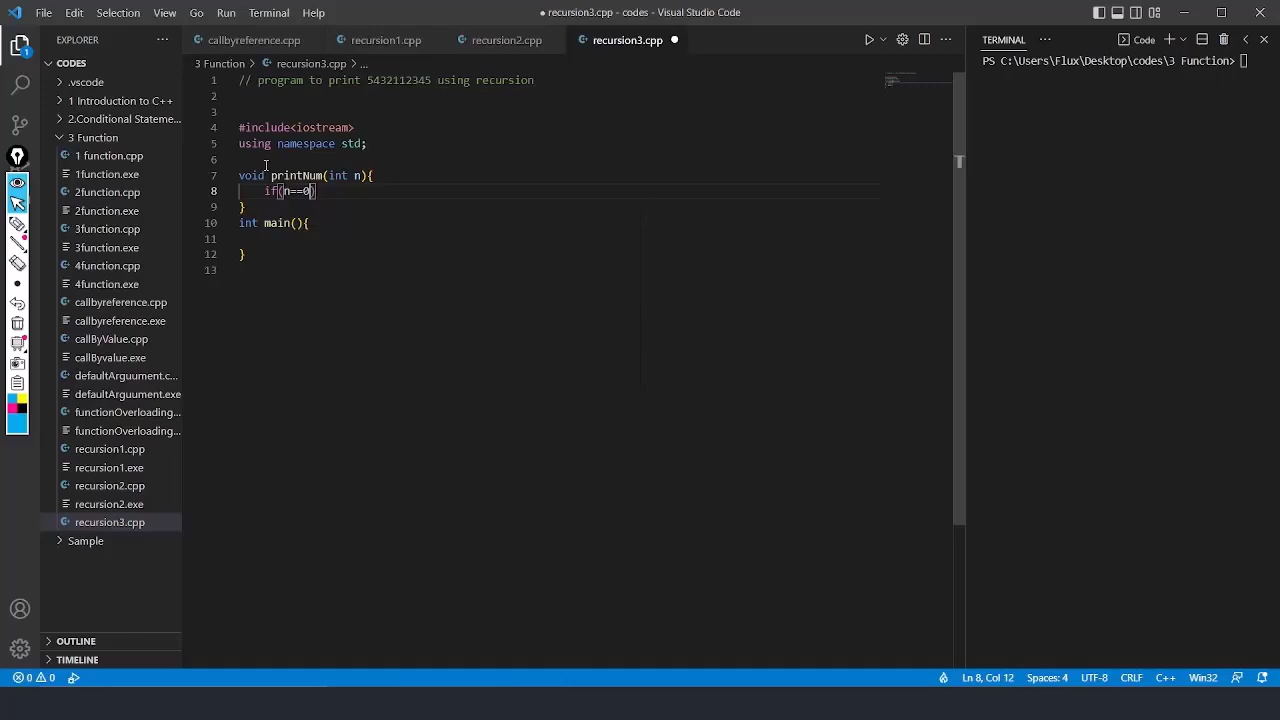 File Edit Selection View Go Run Terminal Help
● recursion3.cpp - codes - Visual Studio Code
EXPLORER ···
callbyreference.cpp recursion1.cpp recursion2.cpp recursion3.cpp ●
TERMINAL ··· Code
CODES
3 Function > recursion3.cpp > ...
PS C:\Users\Flux\Desktop\codes\3 Function>
.vscode
1 Introduction to C++
2.Conditional Stateme...
3 Function
1 function.cpp
1function.exe
2function.cpp
2function.exe
3function.cpp
3function.exe
4function.cpp
4function.exe
callbyreference.cpp
callbyreference.exe
callByValue.cpp
callByvalue.exe
defaultArguument.c...
defaultArguument.exe
functionOverloading...
functionOverloading...
recursion1.cpp
recursion1.exe
recursion2.cpp
recursion2.exe
recursion3.cpp
Sample
OUTLINE
TIMELINE
1 // program to print 5432112345 using recursion
2
3
4 #include<iostream>
5 using namespace std;
6
7 void printNum(int n){
8 if(n==0)
9 }
10 int main(){
11
12 }
13
1
0 0 Ln 8, Col 12 Spaces: 4 UTF-8 CRLF C++ Win32